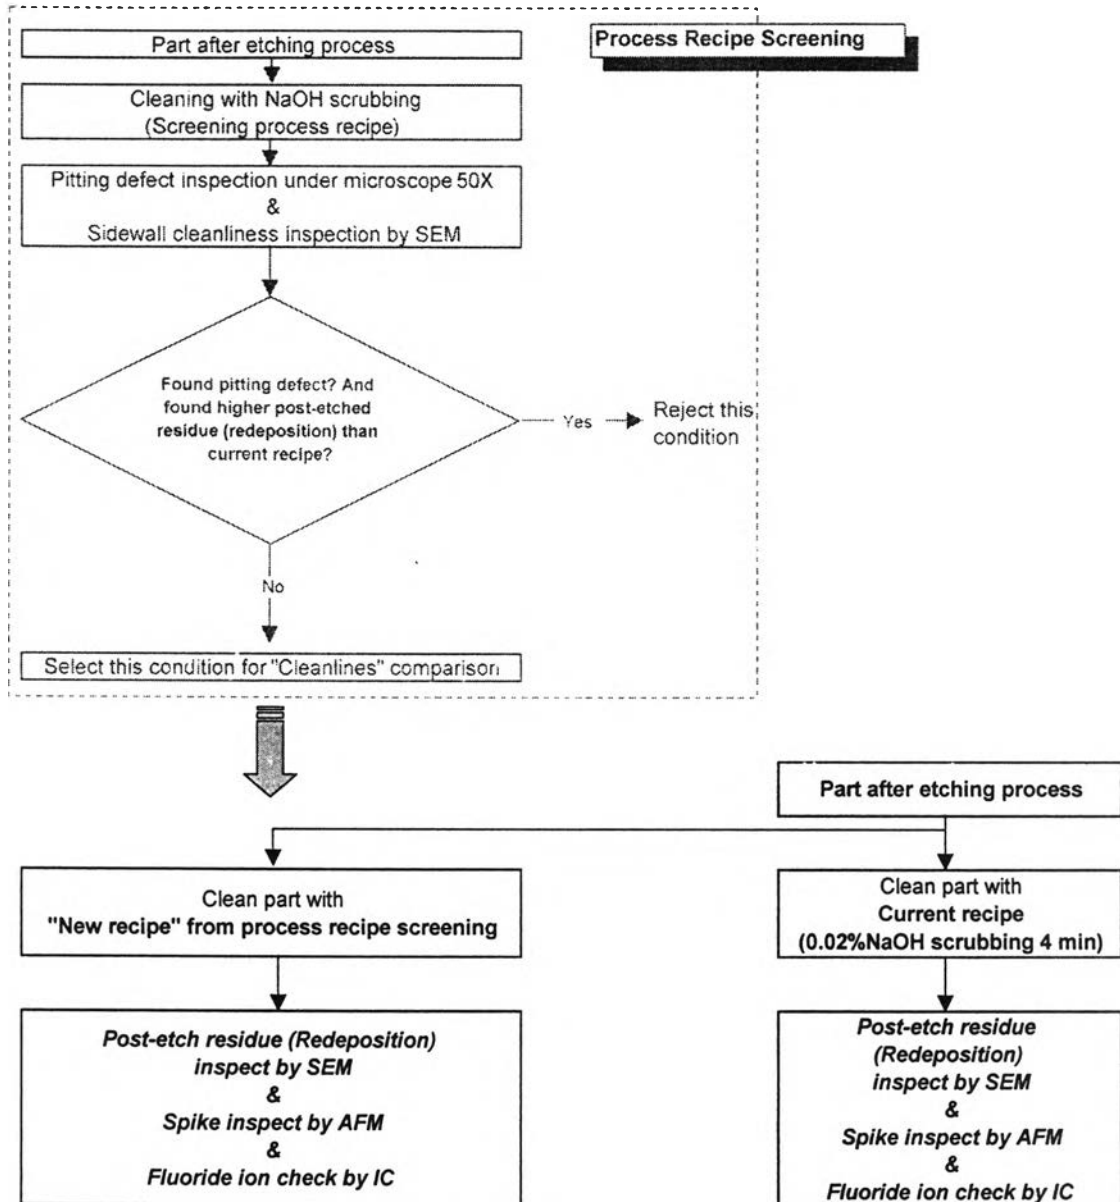 Process Recipe Screening
Part after etching process
Cleaning with NaOH scrubbing
(Screening process recipe)
Pitting defect inspection under microscope 50X
&
Sidewall cleanliness inspection by SEM
Found pitting defect? And
found higher post-etched
residue (redeposition) than
current recipe?
Yes
Reject this
condition
No
Select this condition for "Cleanlines" comparison
Part after etching process
Clean part with
"New recipe" from process recipe screening
Clean part with
Current recipe
(0.02%NaOH scrubbing 4 min)
Post-etch residue (Redeposition)
inspect by SEM
&
Spike inspect by AFM
&
Fluoride ion check by IC
Post-etch residue
(Redeposition)
inspect by SEM
&
Spike inspect by AFM
&
Fluoride ion check by IC